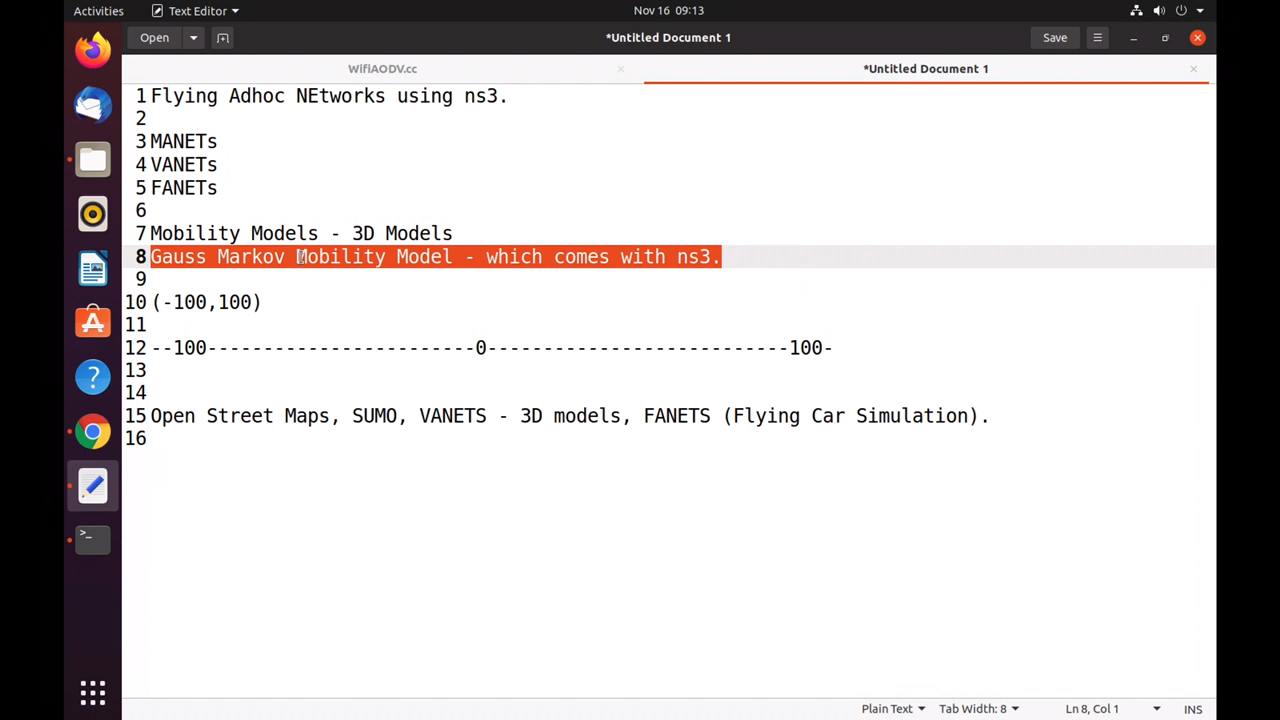 Activities Text Editor Nov 16 09:13
Open *Untitled Document 1 Save
WifiAODV.cc *Untitled Document 1
1 Flying Adhoc NEtworks using ns3.
2
3 MANETs
4 VANETs
5 FANETs
6
7 Mobility Models - 3D Models
8 Gauss Markov Mobility Model - which comes with ns3.
9
10 (-100,100)
11
12 --100------------------------0---------------------------100-
13
14
15 Open Street Maps, SUMO, VANETS - 3D models, FANETS (Flying Car Simulation).
16
Plain Text Tab Width: 8 Ln 8, Col 1 INS